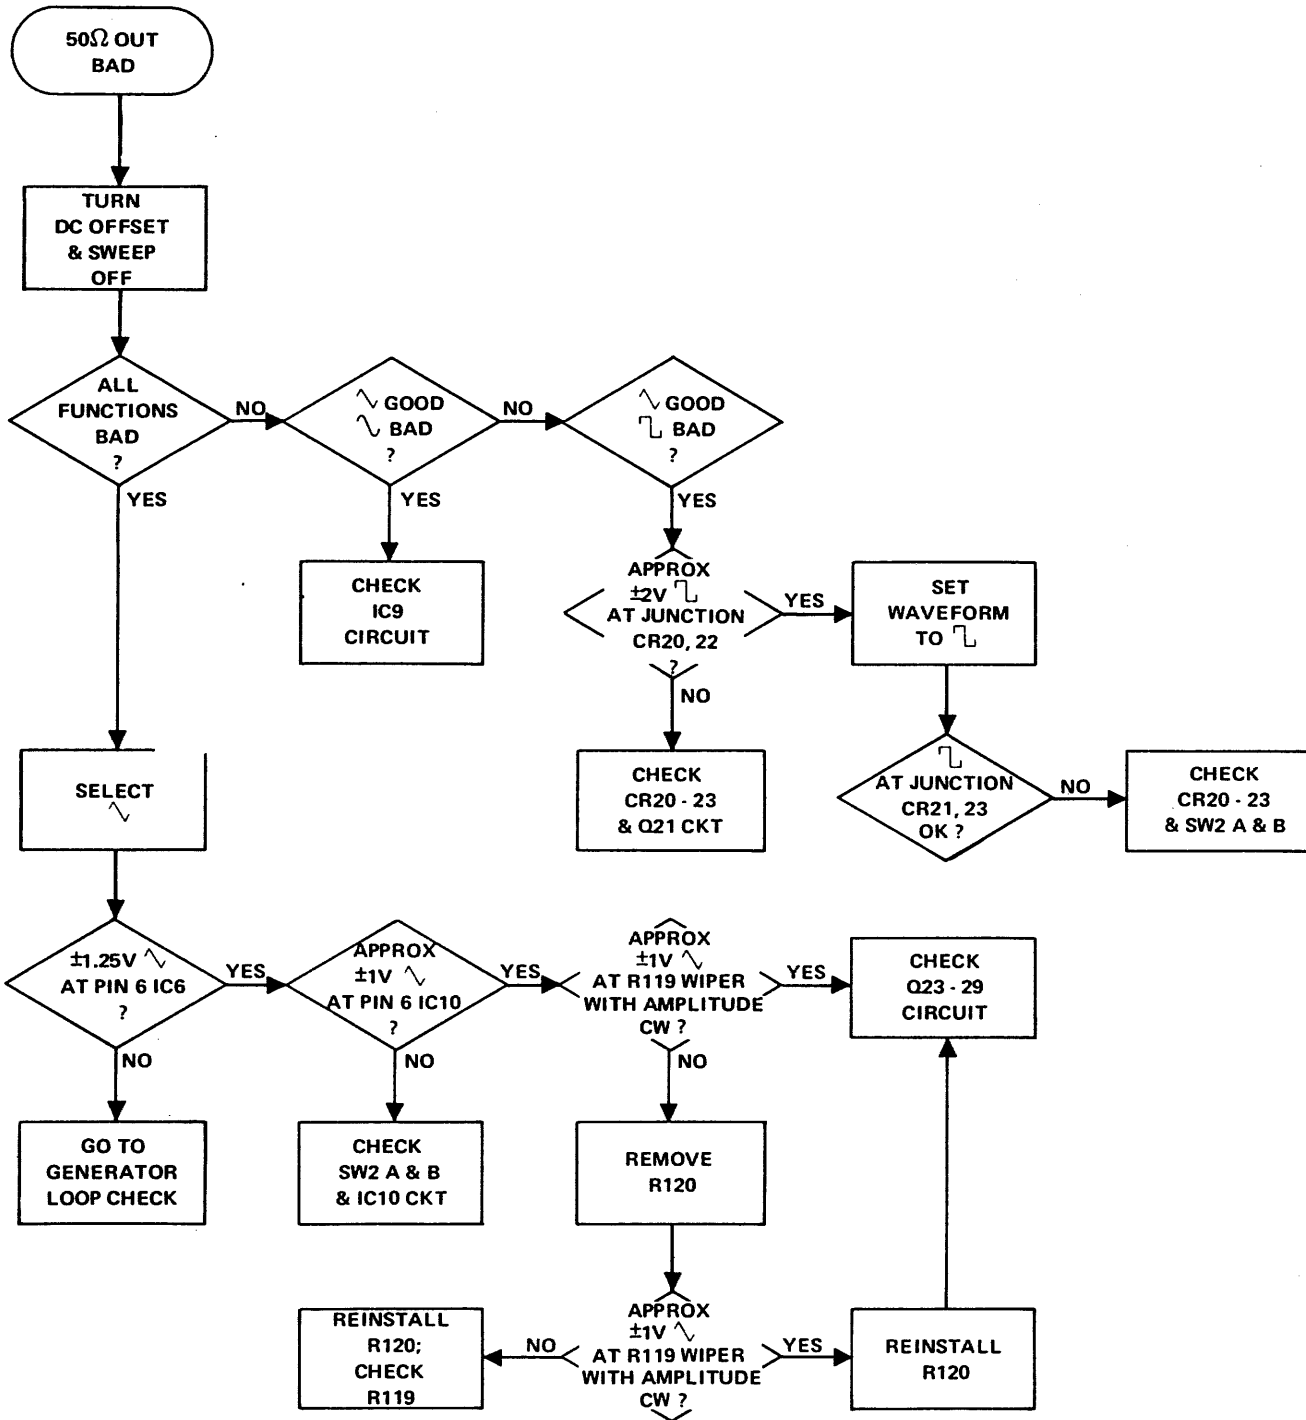 50Ω OUT
BAD
TURN
DC OFFSET
& SWEEP
OFF
ALL
FUNCTIONS
BAD
?
NO
YES
GOOD
BAD
?
NO
YES
GOOD
BAD
?
YES
CHECK
IC9
CIRCUIT
APPROX
±2V
AT JUNCTION
CR20, 22
?
YES
NO
SET
WAVEFORM
TO
CHECK
CR20 - 23
& Q21 CKT
AT JUNCTION
CR21, 23
OK ?
NO
CHECK
CR20 - 23
& SW2 A & B
SELECT
±1.25V
AT PIN 6 IC6
?
YES
NO
APPROX
±1V
AT PIN 6 IC10
?
YES
NO
APPROX
±1V
AT R119 WIPER
WITH AMPLITUDE
CW ?
YES
NO
CHECK
Q23 - 29
CIRCUIT
GO TO
GENERATOR
LOOP CHECK
CHECK
SW2 A & B
& IC10 CKT
REMOVE
R120
APPROX
±1V
AT R119 WIPER
WITH AMPLITUDE
CW ?
NO
YES
REINSTALL
R120;
CHECK
R119
REINSTALL
R120